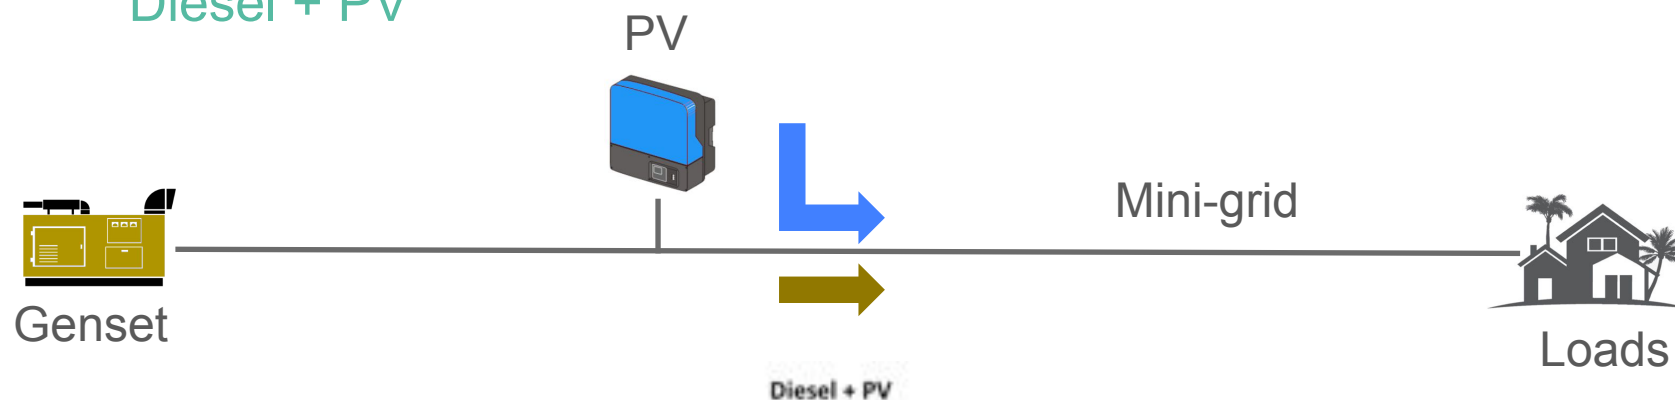 Diesel + PV
PV
Mini-grid
Genset
Loads
Diesel + PV